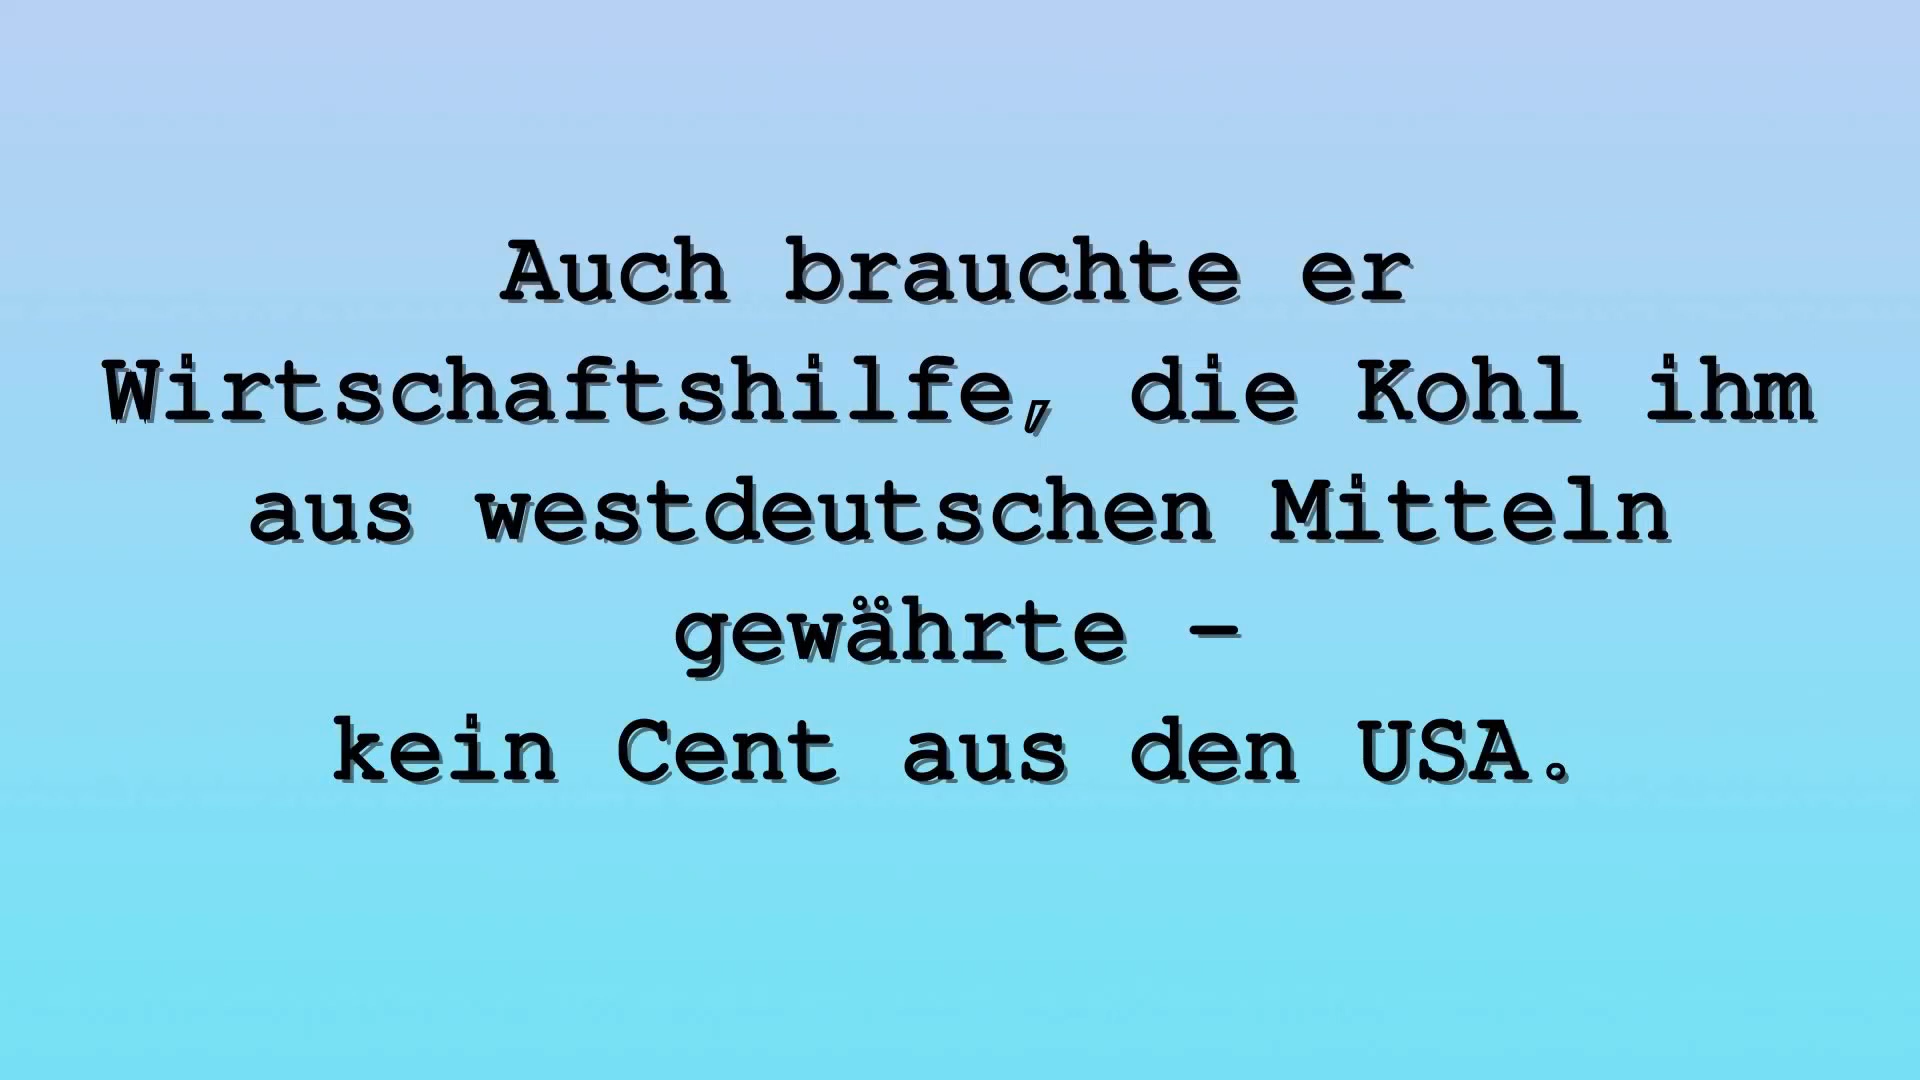 Auch brauchte er
Wirtschaftshilfe, die Kohl ihm
aus westdeutschen Mitteln
gewährte –
kein Cent aus den USA.